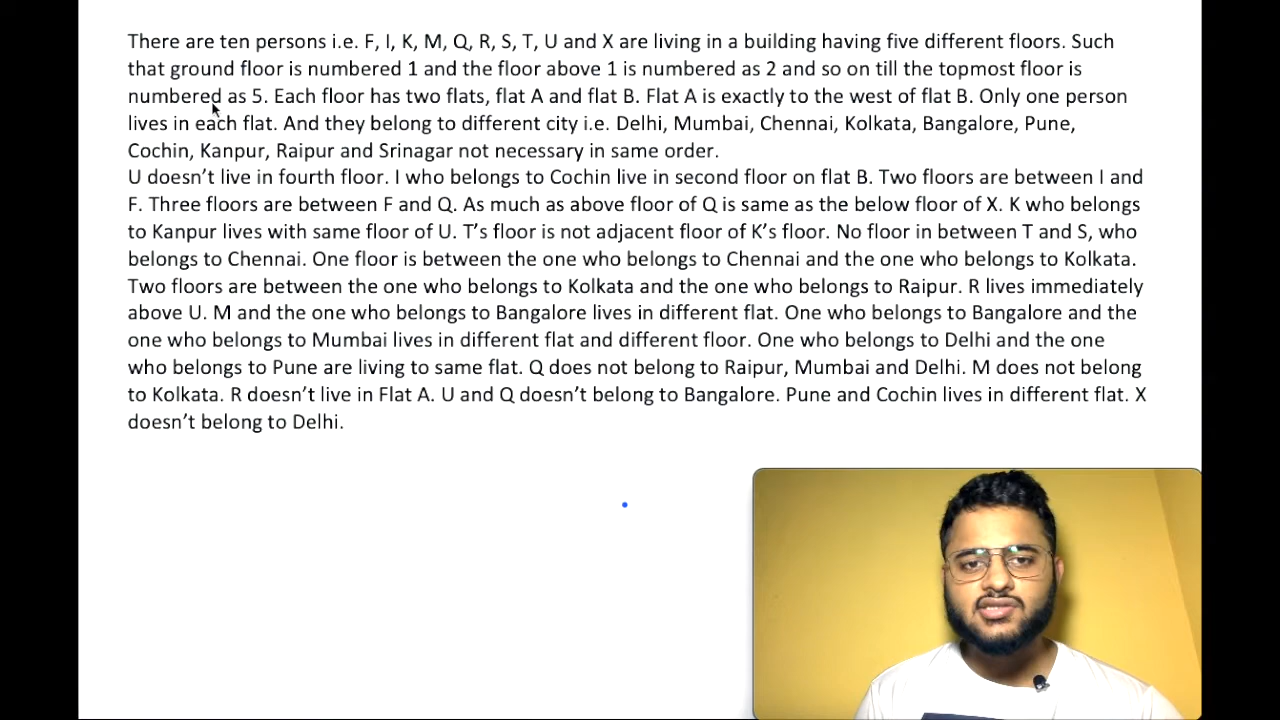 There are ten persons i.e. F, I, K, M, Q, R, S, T, U and X are living in a building having five different floors. Such
that ground floor is numbered 1 and the floor above 1 is numbered as 2 and so on till the topmost floor is
numbered as 5. Each floor has two flats, flat A and flat B. Flat A is exactly to the west of flat B. Only one person
lives in each flat. And they belong to different city i.e. Delhi, Mumbai, Chennai, Kolkata, Bangalore, Pune,
Cochin, Kanpur, Raipur and Srinagar not necessary in same order.
U doesn't live in fourth floor. I who belongs to Cochin live in second floor on flat B. Two floors are between I and
F. Three floors are between F and Q. As much as above floor of Q is same as the below floor of X. K who belongs
to Kanpur lives with same floor of U. T's floor is not adjacent floor of K's floor. No floor in between T and S, who
belongs to Chennai. One floor is between the one who belongs to Chennai and the one who belongs to Kolkata.
Two floors are between the one who belongs to Kolkata and the one who belongs to Raipur. R lives immediately
above U. M and the one who belongs to Bangalore lives in different flat. One who belongs to Bangalore and the
one who belongs to Mumbai lives in different flat and different floor. One who belongs to Delhi and the one
who belongs to Pune are living to same flat. Q does not belong to Raipur, Mumbai and Delhi. M does not belong
to Kolkata. R doesn't live in Flat A. U and Q doesn't belong to Bangalore. Pune and Cochin lives in different flat. X
doesn't belong to Delhi.